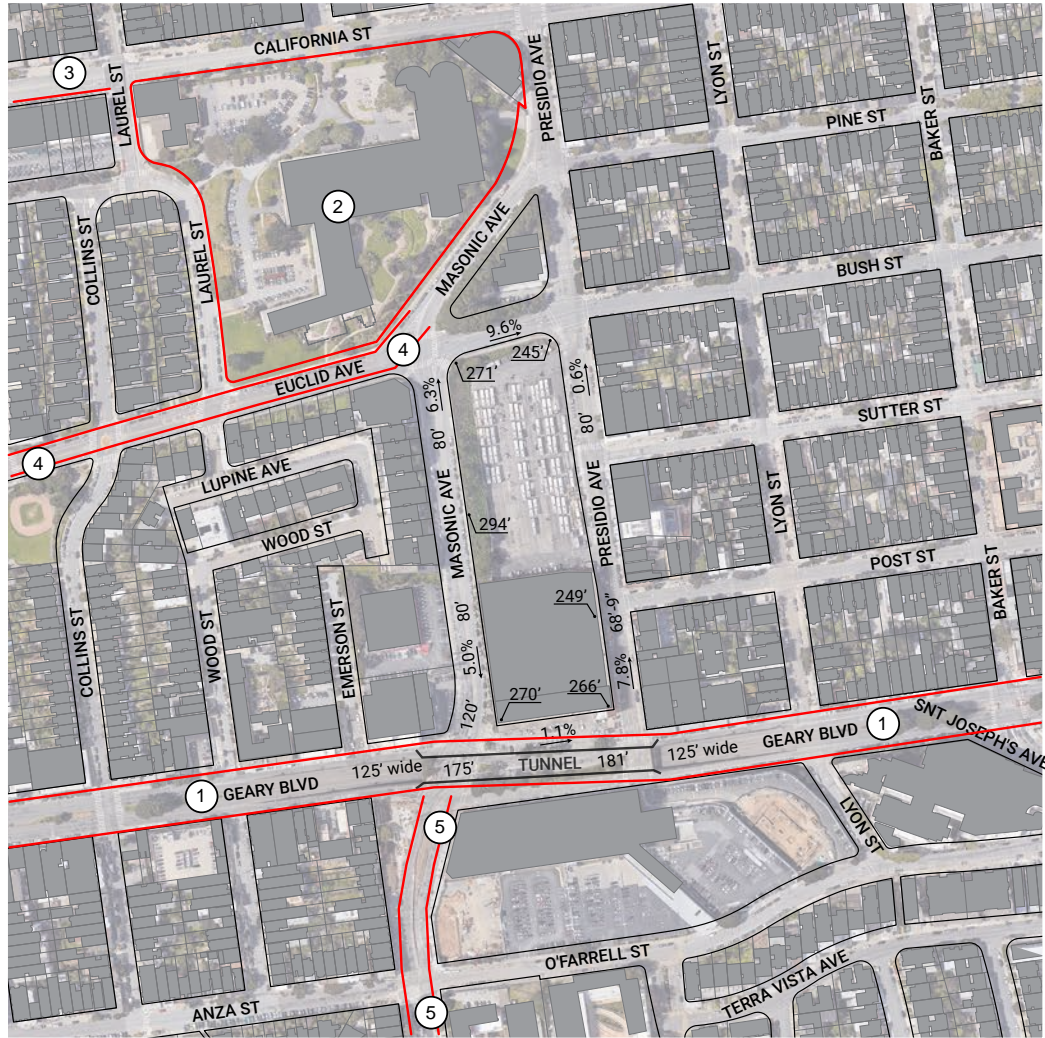 CALIFORNIA ST
3
LAUREL ST
PRESIDIO AVE
LYON ST
PINE ST
BAKER ST
2
COLLINS ST
LAUREL ST
MASONIC AVE
BUSH ST
9.6%
4
245’
271’
EUCLID AVE
6.3%
0.6%
SUTTER ST
80’
80’
4
LUPINE AVE
MASONIC AVE
PRESIDIO AVE
LYON ST
294’
WOOD ST
POST ST
BAKER ST
249’
68’-9”
80’
COLLINS ST
WOOD ST
EMERSON ST
5.0%
7.8%
270’
266’
120’
1.1%
1
SNT JOSEPH'S AVE
GEARY BLVD
125’ wide
125’ wide
175’
TUNNEL
181’
1
GEARY BLVD
5
LYON ST
O'FARRELL ST
TERRA VISTA AVE
ANZA ST
5